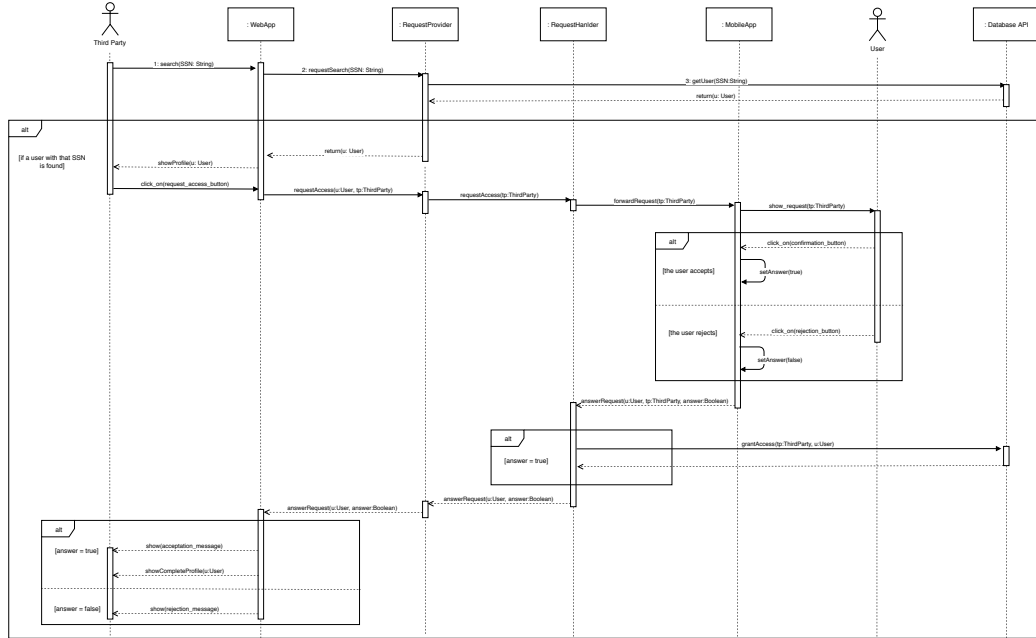 Third Party
: WebApp
: RequestProvider
: RequestHanlder
: MobileApp
User
: Database API
1: search(SSN: String)
2: requestSearch(SSN: String)
3: getUser(SSN:String)
return(u: User)
alt
[if a user with that SSN
is found]
return(u: User)
showProfile(u: User)
click_on(request_access_button)
requestAccess(u:User, tp:ThirdParty)
requestAccess(tp:ThirdParty)
forwardRequest(tp:ThirdParty)
show_request(tp:ThirdParty)
alt
click_on(confirmation_button)
[the user accepts]
setAnswer(true)
[the user rejects]
click_on(rejection_button)
setAnswer(false)
answerRequest(u:User, tp:ThirdParty, answer:Boolean)
alt
[answer = true]
grantAccess(tp:ThirdParty, u:User)
answerRequest(u:User, answer:Boolean)
answerRequest(u:User, answer:Boolean)
alt
[answer = true]
show(acceptation_message)
showCompleteProfile(u:User)
[answer = false]
show(rejection_message)